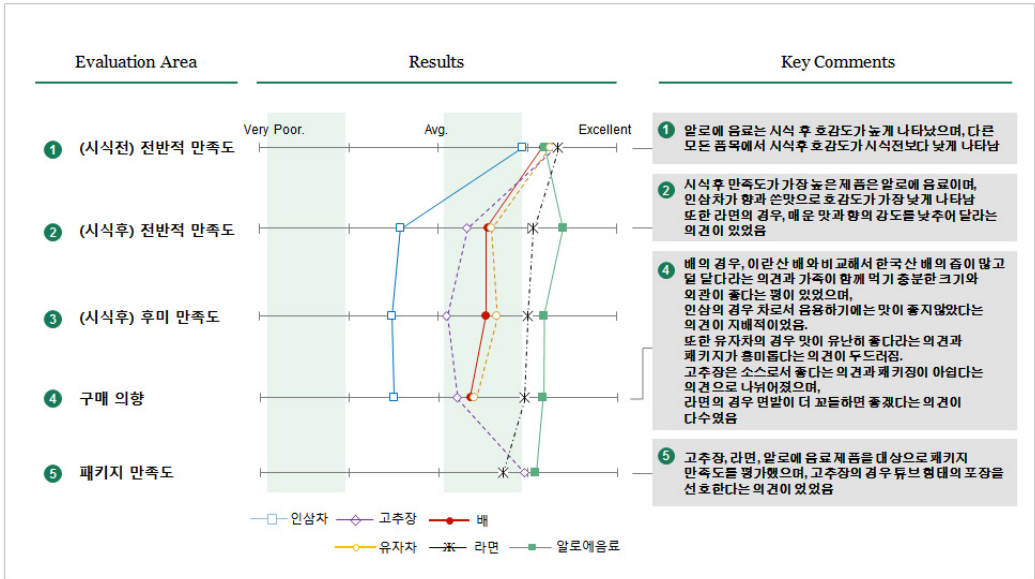 Evaluation Area
Results
Key Comments
Very Poor.
Avg.
Excellent
1 (시식전) 전반적 만족도
2 (시식후) 전반적 만족도
3 (시식후) 후미 만족도
4 구매 의향
5 패키지 만족도
1 알로에 음료는 시식 후 호감도가 높게 나타났으며, 다른
모든 품목에서 시식후 호감도가 시식전보다 낮게 나타남
2 시식후 만족도가 가장 높은 제품은 알로에 음료이며,
인삼차가 향과 쓴맛으로 호감도가 가장 낮게 나타남
또한 라면의 경우, 매운 맛과 향의 강도를 낮추어 달라는
의견이 있었음
4 배의 경우, 이란산 배와 비교해서 한국산 배의 즙이 많고
덜 달다라는 의견과 가족이 함께 먹기 충분한 크기와
외관이 좋다는 평이 있었으며,
인삼의 경우 차로서 음용하기에는 맛이 좋지않았다는
의견이 지배적이었음.
또한 유자차의 경우 맛이 유난히 좋다라는 의견과
패키지가 흥미롭다는 의견이 두드러짐.
고추장은 소스로서 좋다는 의견과 패키징이 아쉽다는
의견으로 나뉘어졌으며,
라면의 경우 면발이 더 꼬들하면 좋겠다는 의견이
다수였음
5 고추장, 라면, 알로에 음료 제품을 대상으로 패키지
만족도를 평가했으며, 고추장의 경우 튜브 형태의 포장을
선호한다는 의견이 있었음
인삼차
고추장
배
유자차
라면
알로에음료